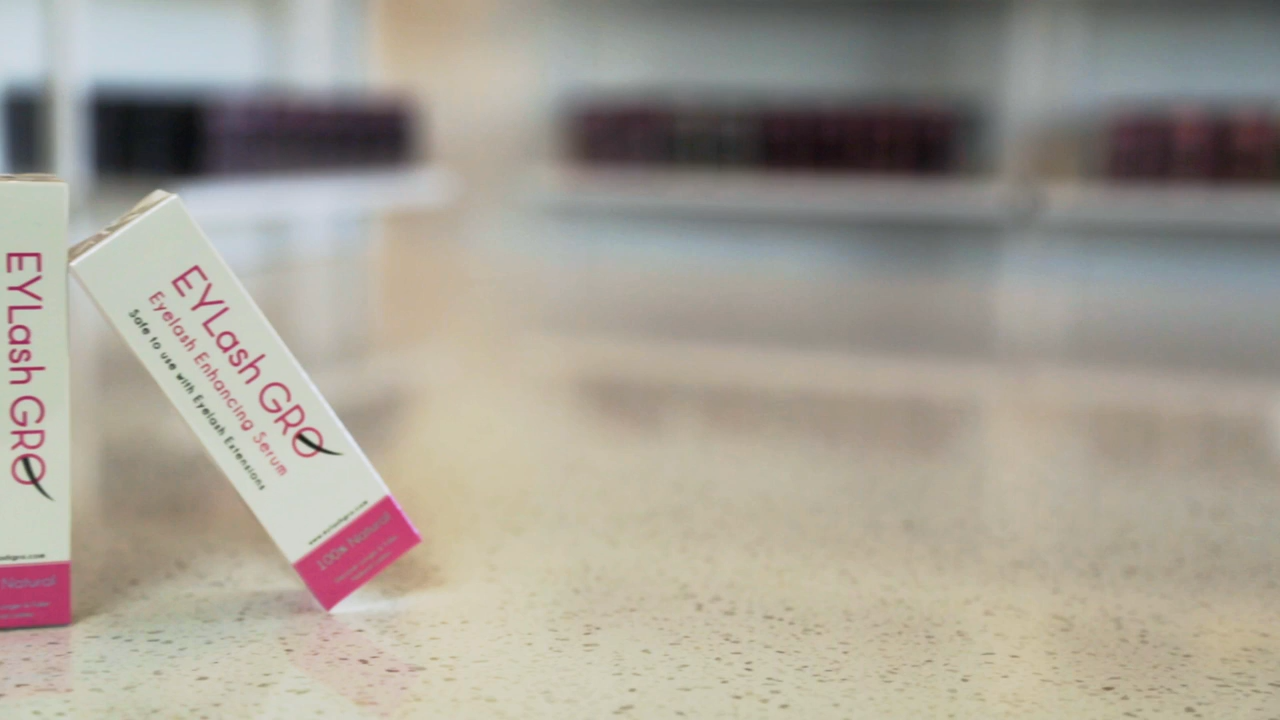 EYLash GRO
Natural
EYLash GRO
Eyelash Enhancing Serum
Safe to use with Eyelash Extensions
100% Natural